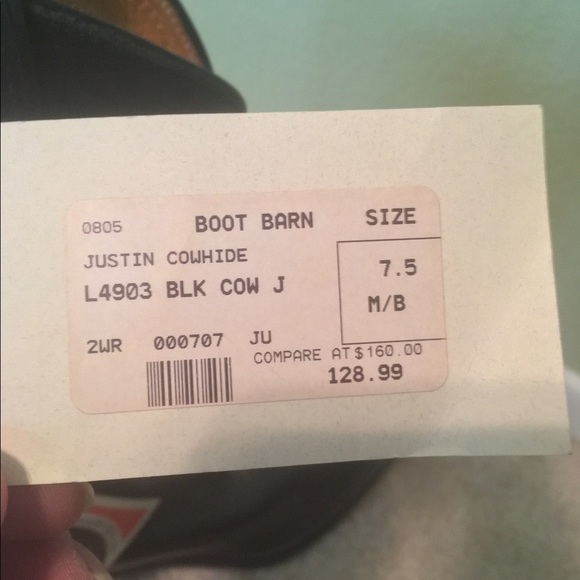 0805 BOOT BARN SIZE
JUSTIN COWHIDE
L4903 BLK COW J
7.5
M/B
2WR 000707 JU
COMPARE AT $160.00
128.99